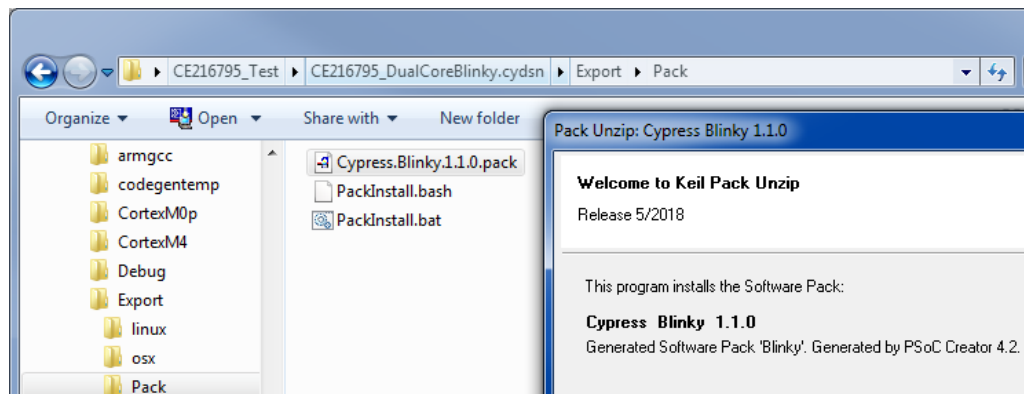 CE216795_Test CE216795_DualCoreBlinky.cydsn Export Pack
Organize Open Share with New folder
armgcc
codegentemp
CortexM0p
CortexM4
Debug
Export
linux
osx
Pack
Cypress.Blinky.1.1.0.pack
PackInstall.bash
PackInstall.bat
Pack Unzip: Cypress Blinky 1.1.0
Welcome to Keil Pack Unzip
Release 5/2018
This program installs the Software Pack:
Cypress Blinky 1.1.0
Generated Software Pack 'Blinky'. Generated by PSoC Creator 4.2.